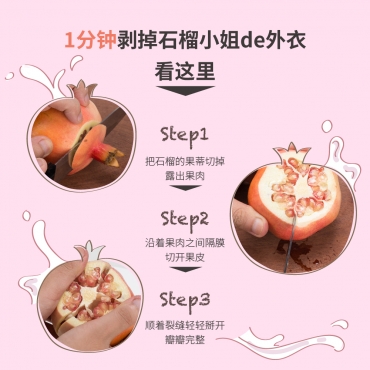 1分钟剥掉石榴小姐de外衣
看这里
Step1
把石榴的果蒂切掉
露出果肉
Step2
沿着果肉之间隔膜
切开果皮
Step3
顺着裂缝轻轻掰开
瓣瓣完整